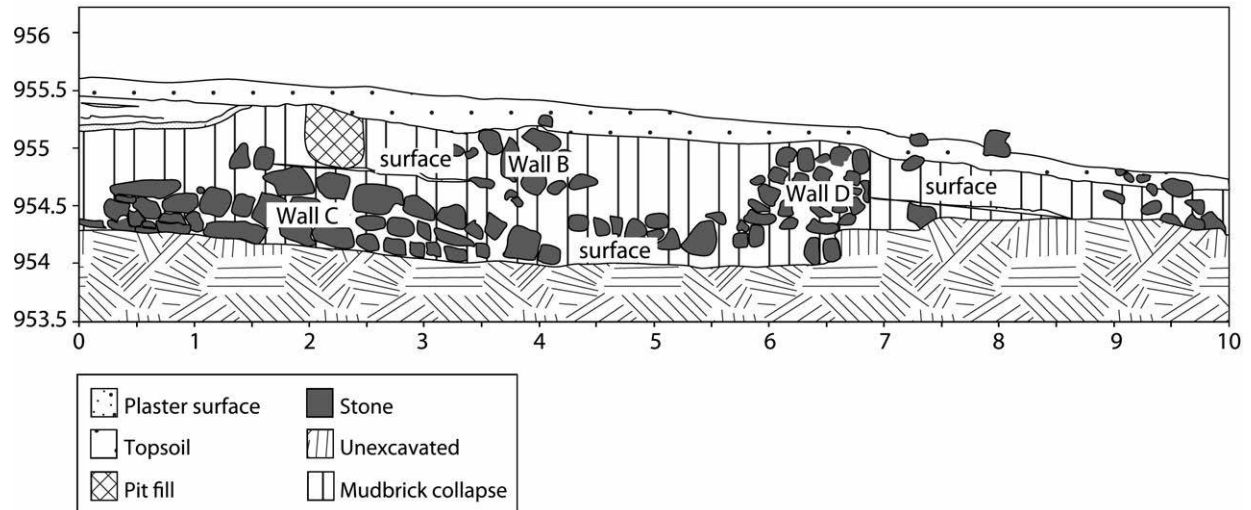 956
955.5
955
954.5
954
953.5
surface
Wall B
Wall D
surface
Wall C
surface
0 1 2 3 4 5 6 7 8 9 10
Plaster surface Stone
Topsoil Unexcavated
Pit fill Mudbrick collapse